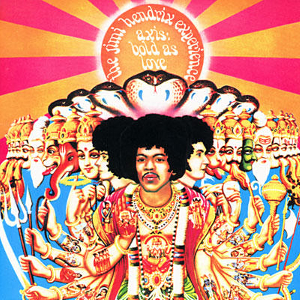 the jimi hendrix experience
axis:
bold as
love